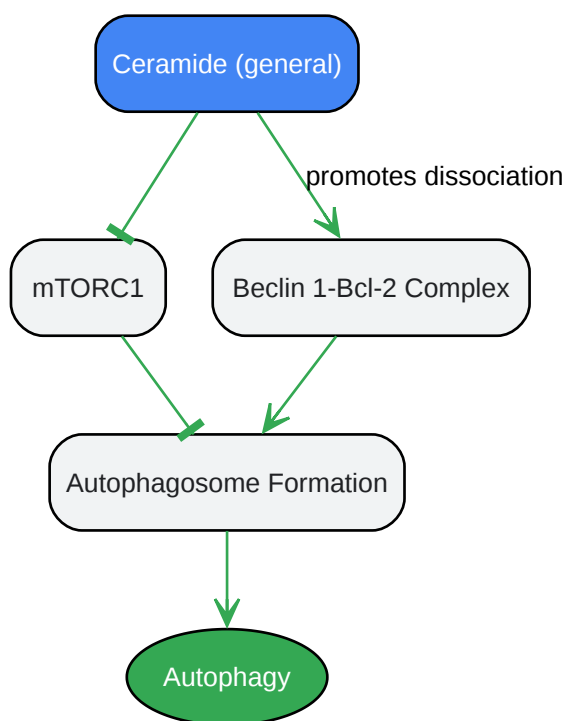 Ceramide (general)
promotes dissociation
mTORC1
Beclin 1-Bcl-2 Complex
Autophagosome Formation
Autophagy